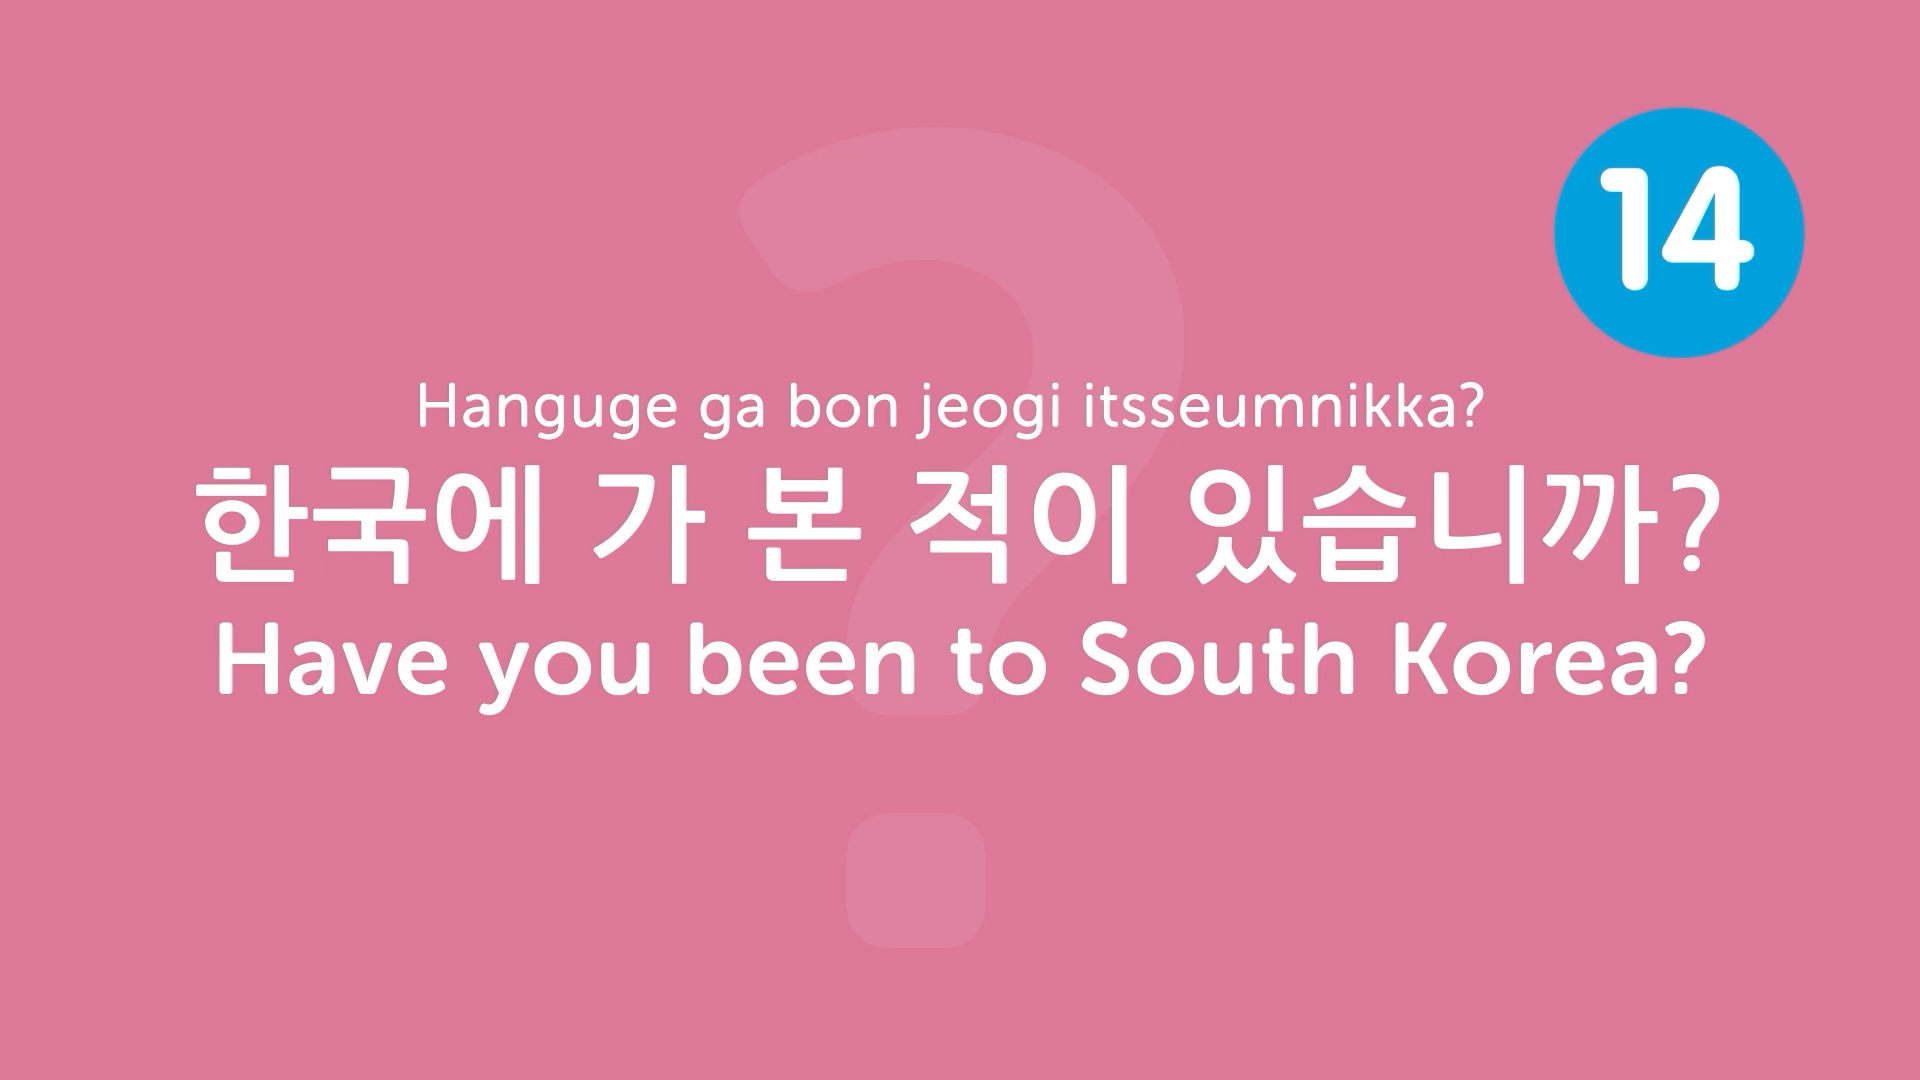 14
Hanguge ga bon jeogi itsseumnikka?
한국에 가 본 적이 있습니까?
Have you been to South Korea?